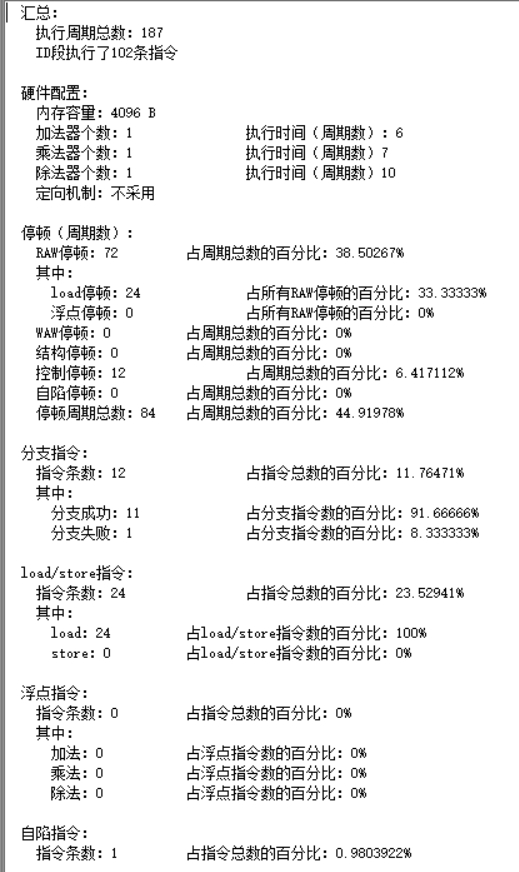 汇总:
执行周期总数: 187
ID段执行了102条指令
硬件配置:
内存容量: 4096 B
加法器个数: 1 执行时间（周期数）: 6
乘法器个数: 1 执行时间（周期数）7
除法器个数: 1 执行时间（周期数）10
定向机制: 不采用
停顿（周期数）:
RAW停顿: 72 占周期总数的百分比: 38.50267%
其中:
load停顿: 24 占所有RAW停顿的百分比: 33.33333%
浮点停顿: 0 占所有RAW停顿的百分比: 0%
WAW停顿: 0 占周期总数的百分比: 0%
结构停顿: 0 占周期总数的百分比: 0%
控制停顿: 12 占周期总数的百分比: 6.417112%
自陷停顿: 0 占周期总数的百分比: 0%
停顿周期总数: 84 占周期总数的百分比: 44.91978%
分支指令:
指令条数: 12 占指令总数的百分比: 11.76471%
其中:
分支成功: 11 占分支指令数的百分比: 91.66666%
分支失败: 1 占分支指令数的百分比: 8.333333%
load/store指令:
指令条数: 24 占指令总数的百分比: 23.52941%
其中:
load: 24 占load/store指令数的百分比: 100%
store: 0 占load/store指令数的百分比: 0%
浮点指令:
指令条数: 0 占指令总数的百分比: 0%
其中:
加法: 0 占浮点指令数的百分比: 0%
乘法: 0 占浮点指令数的百分比: 0%
除法: 0 占浮点指令数的百分比: 0%
自陷指令:
指令条数: 1 占指令总数的百分比: 0.9803922%